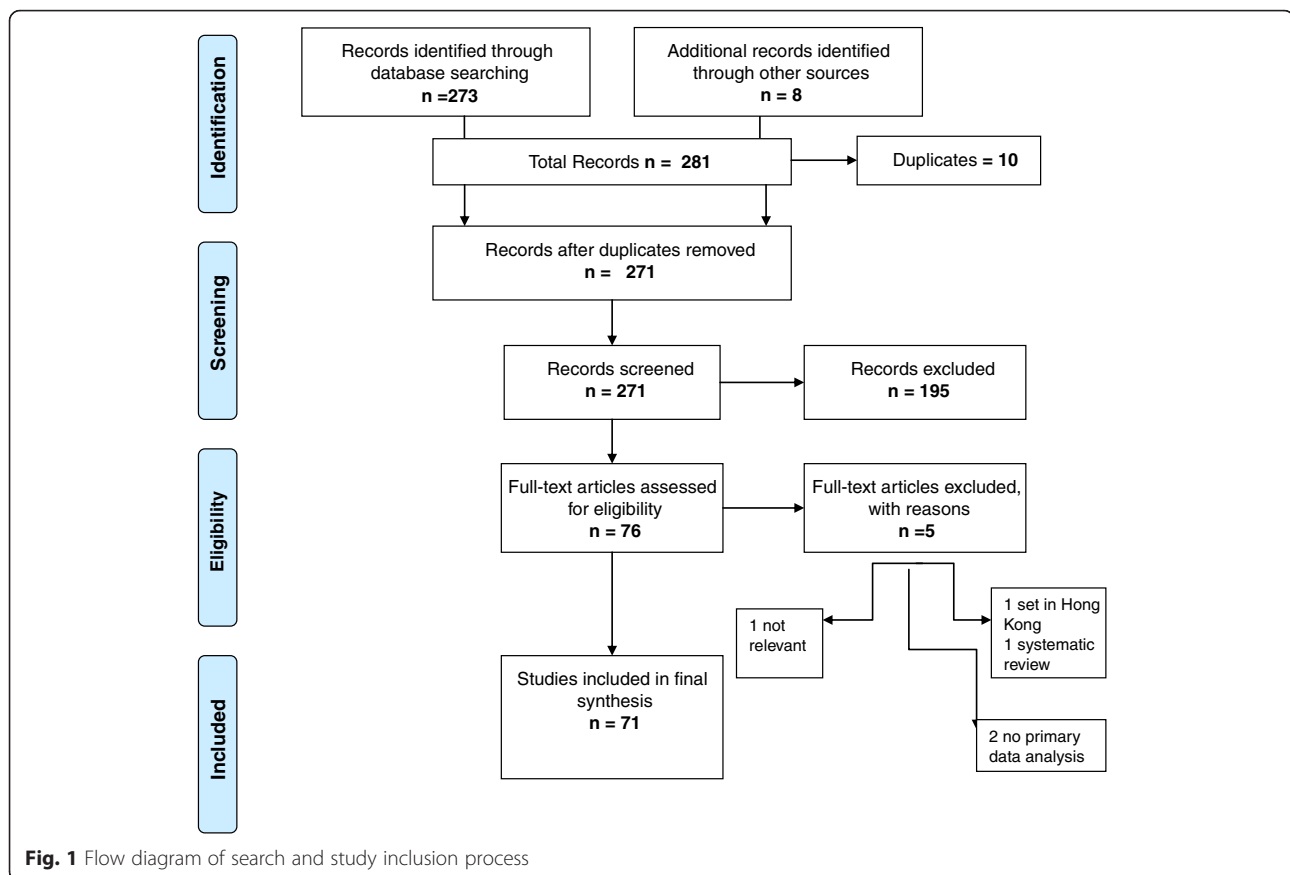 Identification
Records identified through
database searching
n =273
Additional records identified
through other sources
n = 8
Total Records n = 281
Duplicates = 10
Screening
Records after duplicates removed
n = 271
Records screened
n = 271
Records excluded
n = 195
Eligibility
Full-text articles assessed
for eligibility
n = 76
Full-text articles excluded,
with reasons
n =5
1 not
relevant
1 set in Hong
Kong
1 systematic
review
2 no primary
data analysis
Included
Studies included in final
synthesis
n = 71
Fig. 1 Flow diagram of search and study inclusion process